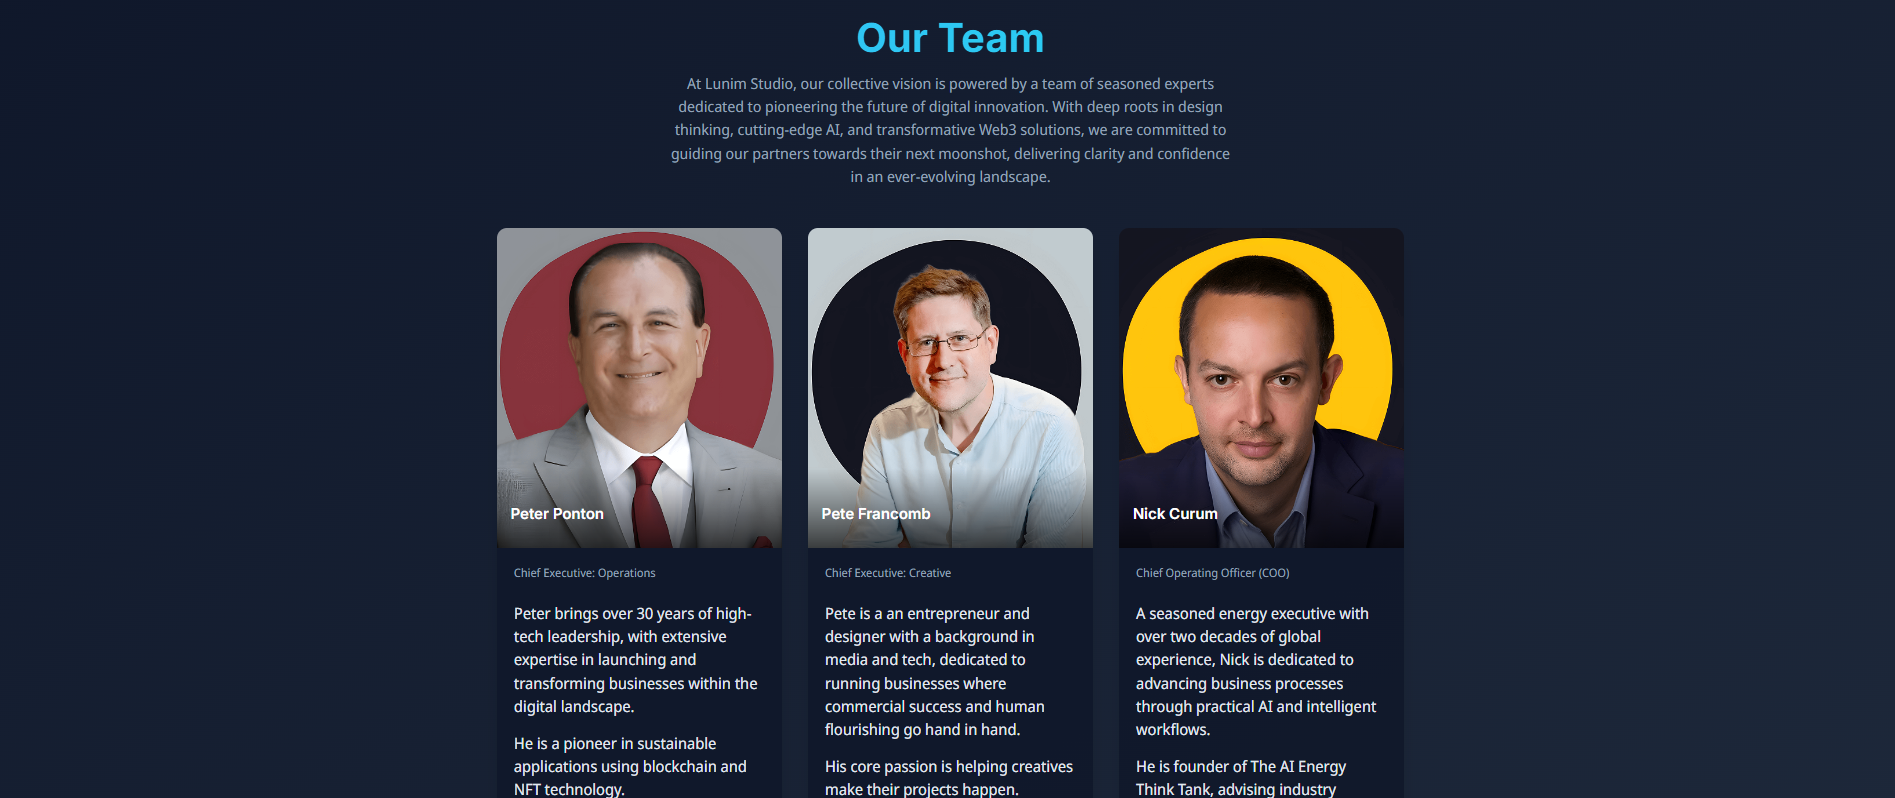 Our Team
At Lunim Studio, our collective vision is powered by a team of seasoned experts
dedicated to pioneering the future of digital innovation. With deep roots in design
thinking, cutting-edge AI, and transformative Web3 solutions, we are committed to
guiding our partners towards their next moonshot, delivering clarity and confidence
in an ever-evolving landscape.
Peter Ponton
Chief Executive: Operations
Peter brings over 30 years of high-
tech leadership, with extensive
expertise in launching and
transforming businesses within the
digital landscape.
He is a pioneer in sustainable
applications using blockchain and
NFT technology.
Pete Francomb
Chief Executive: Creative
Pete is a an entrepreneur and
designer with a background in
media and tech, dedicated to
running businesses where
commercial success and human
flourishing go hand in hand.
His core passion is helping creatives
make their projects happen.
Nick Curum
Chief Operating Officer (COO)
A seasoned energy executive with
over two decades of global
experience, Nick is dedicated to
advancing business processes
through practical AI and intelligent
workflows.
He is founder of The AI Energy
Think Tank, advising industry